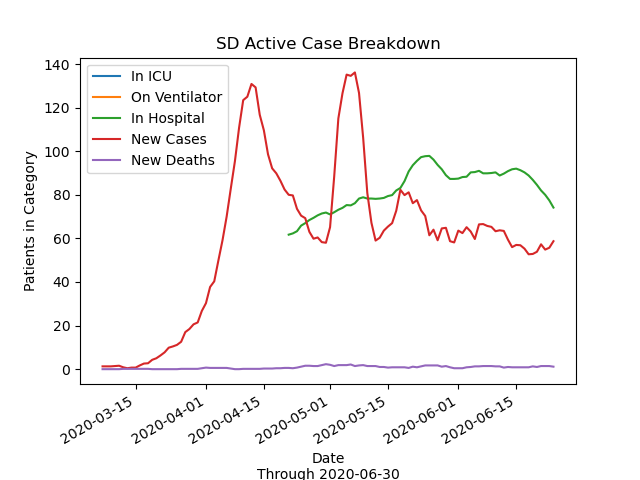 SD Active Case Breakdown
In ICU
On Ventilator
In Hospital
New Cases
New Deaths
Patients in Category
140
120
100
80
60
40
20
0
2020-03-15
2020-04-01
2020-04-15
2020-05-01
2020-05-15
2020-06-01
2020-06-15
Date
Through 2020-06-30